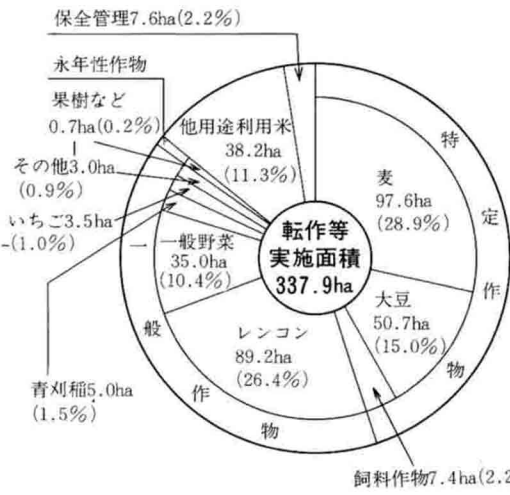 保全管理7.6ha(2.2%)
永年性作物
果樹など
0.7ha(0.2%)
その他3.0ha
(0.9%)
いちご3.5ha
(1.0%)
一般野菜
35.0ha
(10.4%)
青刈稲5.0ha
(1.5%)
他用途利用米
38.2ha
(11.3%)
転作等
実施面積
337.9ha
麦
97.6ha
(28.9%)
大豆
50.7ha
(15.0%)
レンコン
89.2ha
(26.4%)
飼料作物7.4ha(2.2
特定作物
一般作物